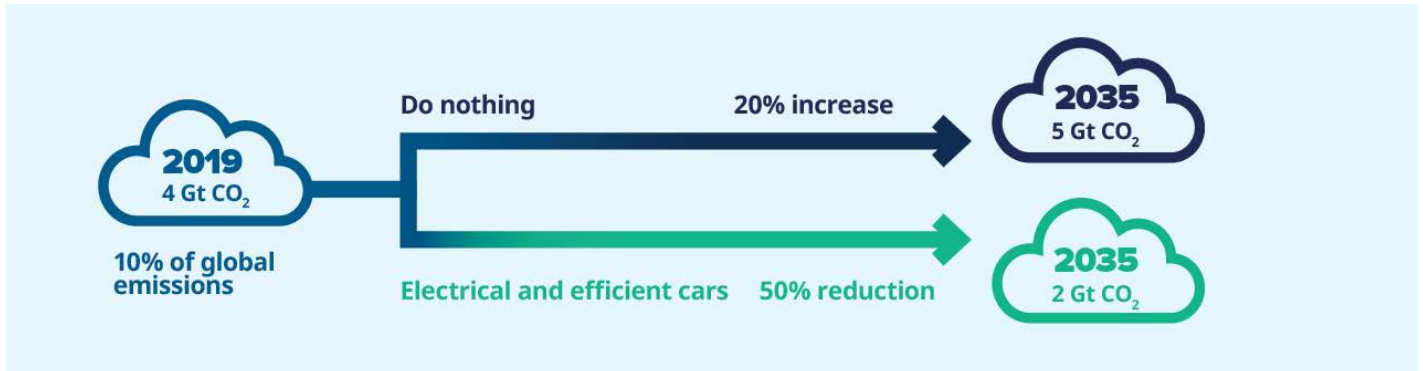 2019
4 Gt CO₂
10% of global
emissions
Do nothing
20% increase
2035
5 Gt CO₂
Electrical and efficient cars
50% reduction
2035
2 Gt CO₂